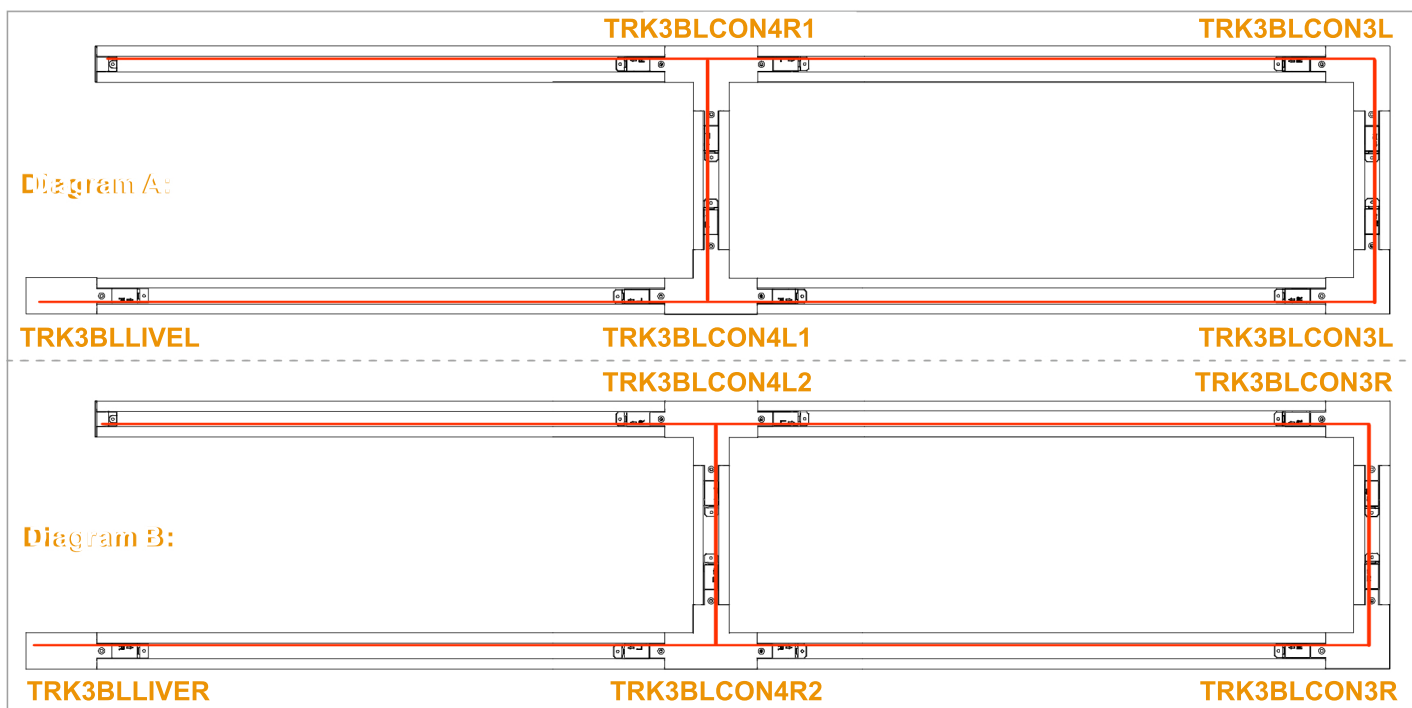 TRK3BLCON4R1 TRK3BLCON3L
Diagram A:
TRK3BLLIVEL TRK3BLCON4L1 TRK3BLCON3L
TRK3BLCON4L2 TRK3BLCON3R
Diagram B:
TRK3BLLIVER TRK3BLCON4R2 TRK3BLCON3R